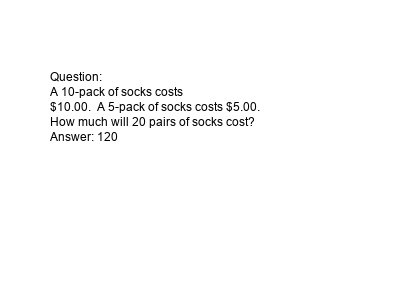 Question:
A 10-pack of socks costs
$10.00.  A 5-pack of socks costs $5.00.
How much will 20 pairs of socks cost?
Answer: 120